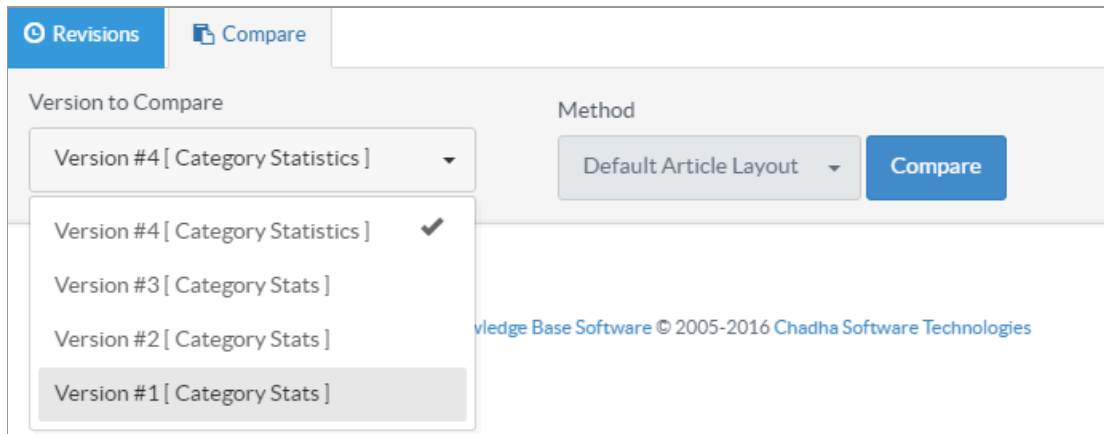 Revisions
Compare
Version to Compare
Method
Version #4 [ Category Statistics ]
Default Article Layout
Compare
Version #4 [ Category Statistics ]
Version #3 [ Category Stats ]
Version #2 [ Category Stats ]
Base Software © 2005-2016 Chadha Software Technologies
Version #1 [ Category Stats ]